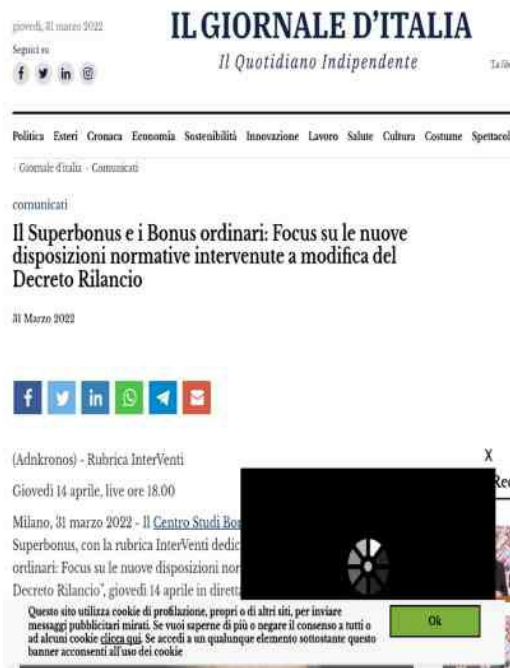 giovedì, 31 marzo 2022
IL GIORNALE D'ITALIA
Seguici su
Il Quotidiano Indipendente
Politica Esteri Cronaca Economia Sostenibilità Innovazione Lavoro Salute Cultura Costume Spettacol
» Giornale d'italia » Comunicati
comunicati
Il Superbonus e i Bonus ordinari: Focus su le nuove
disposizioni normative intervenute a modifica del
Decreto Rilancio
31 Marzo 2022
(Adnkronos) - Rubrica InterVenti
X
Giovedì 14 aprile, live ore 18.00
Milano, 31 marzo 2022 - Il Centro Studi
Superbonus, con la rubrica InterVenti
ordinari: Focus su le nuove disposizioni
Decreto Rilancio", giovedì 14 aprile in
Questo sito utilizza cookie di profilazione, propri o di altri siti, per inviare
messaggi pubblicitari mirati. Se vuoi saperne di più o negare il consenso a tutti o
ad alcuni cookie clicca qui. Se accedi a un qualunque elemento sottostante questo
banner acconsenti all'uso dei cookie
Ok